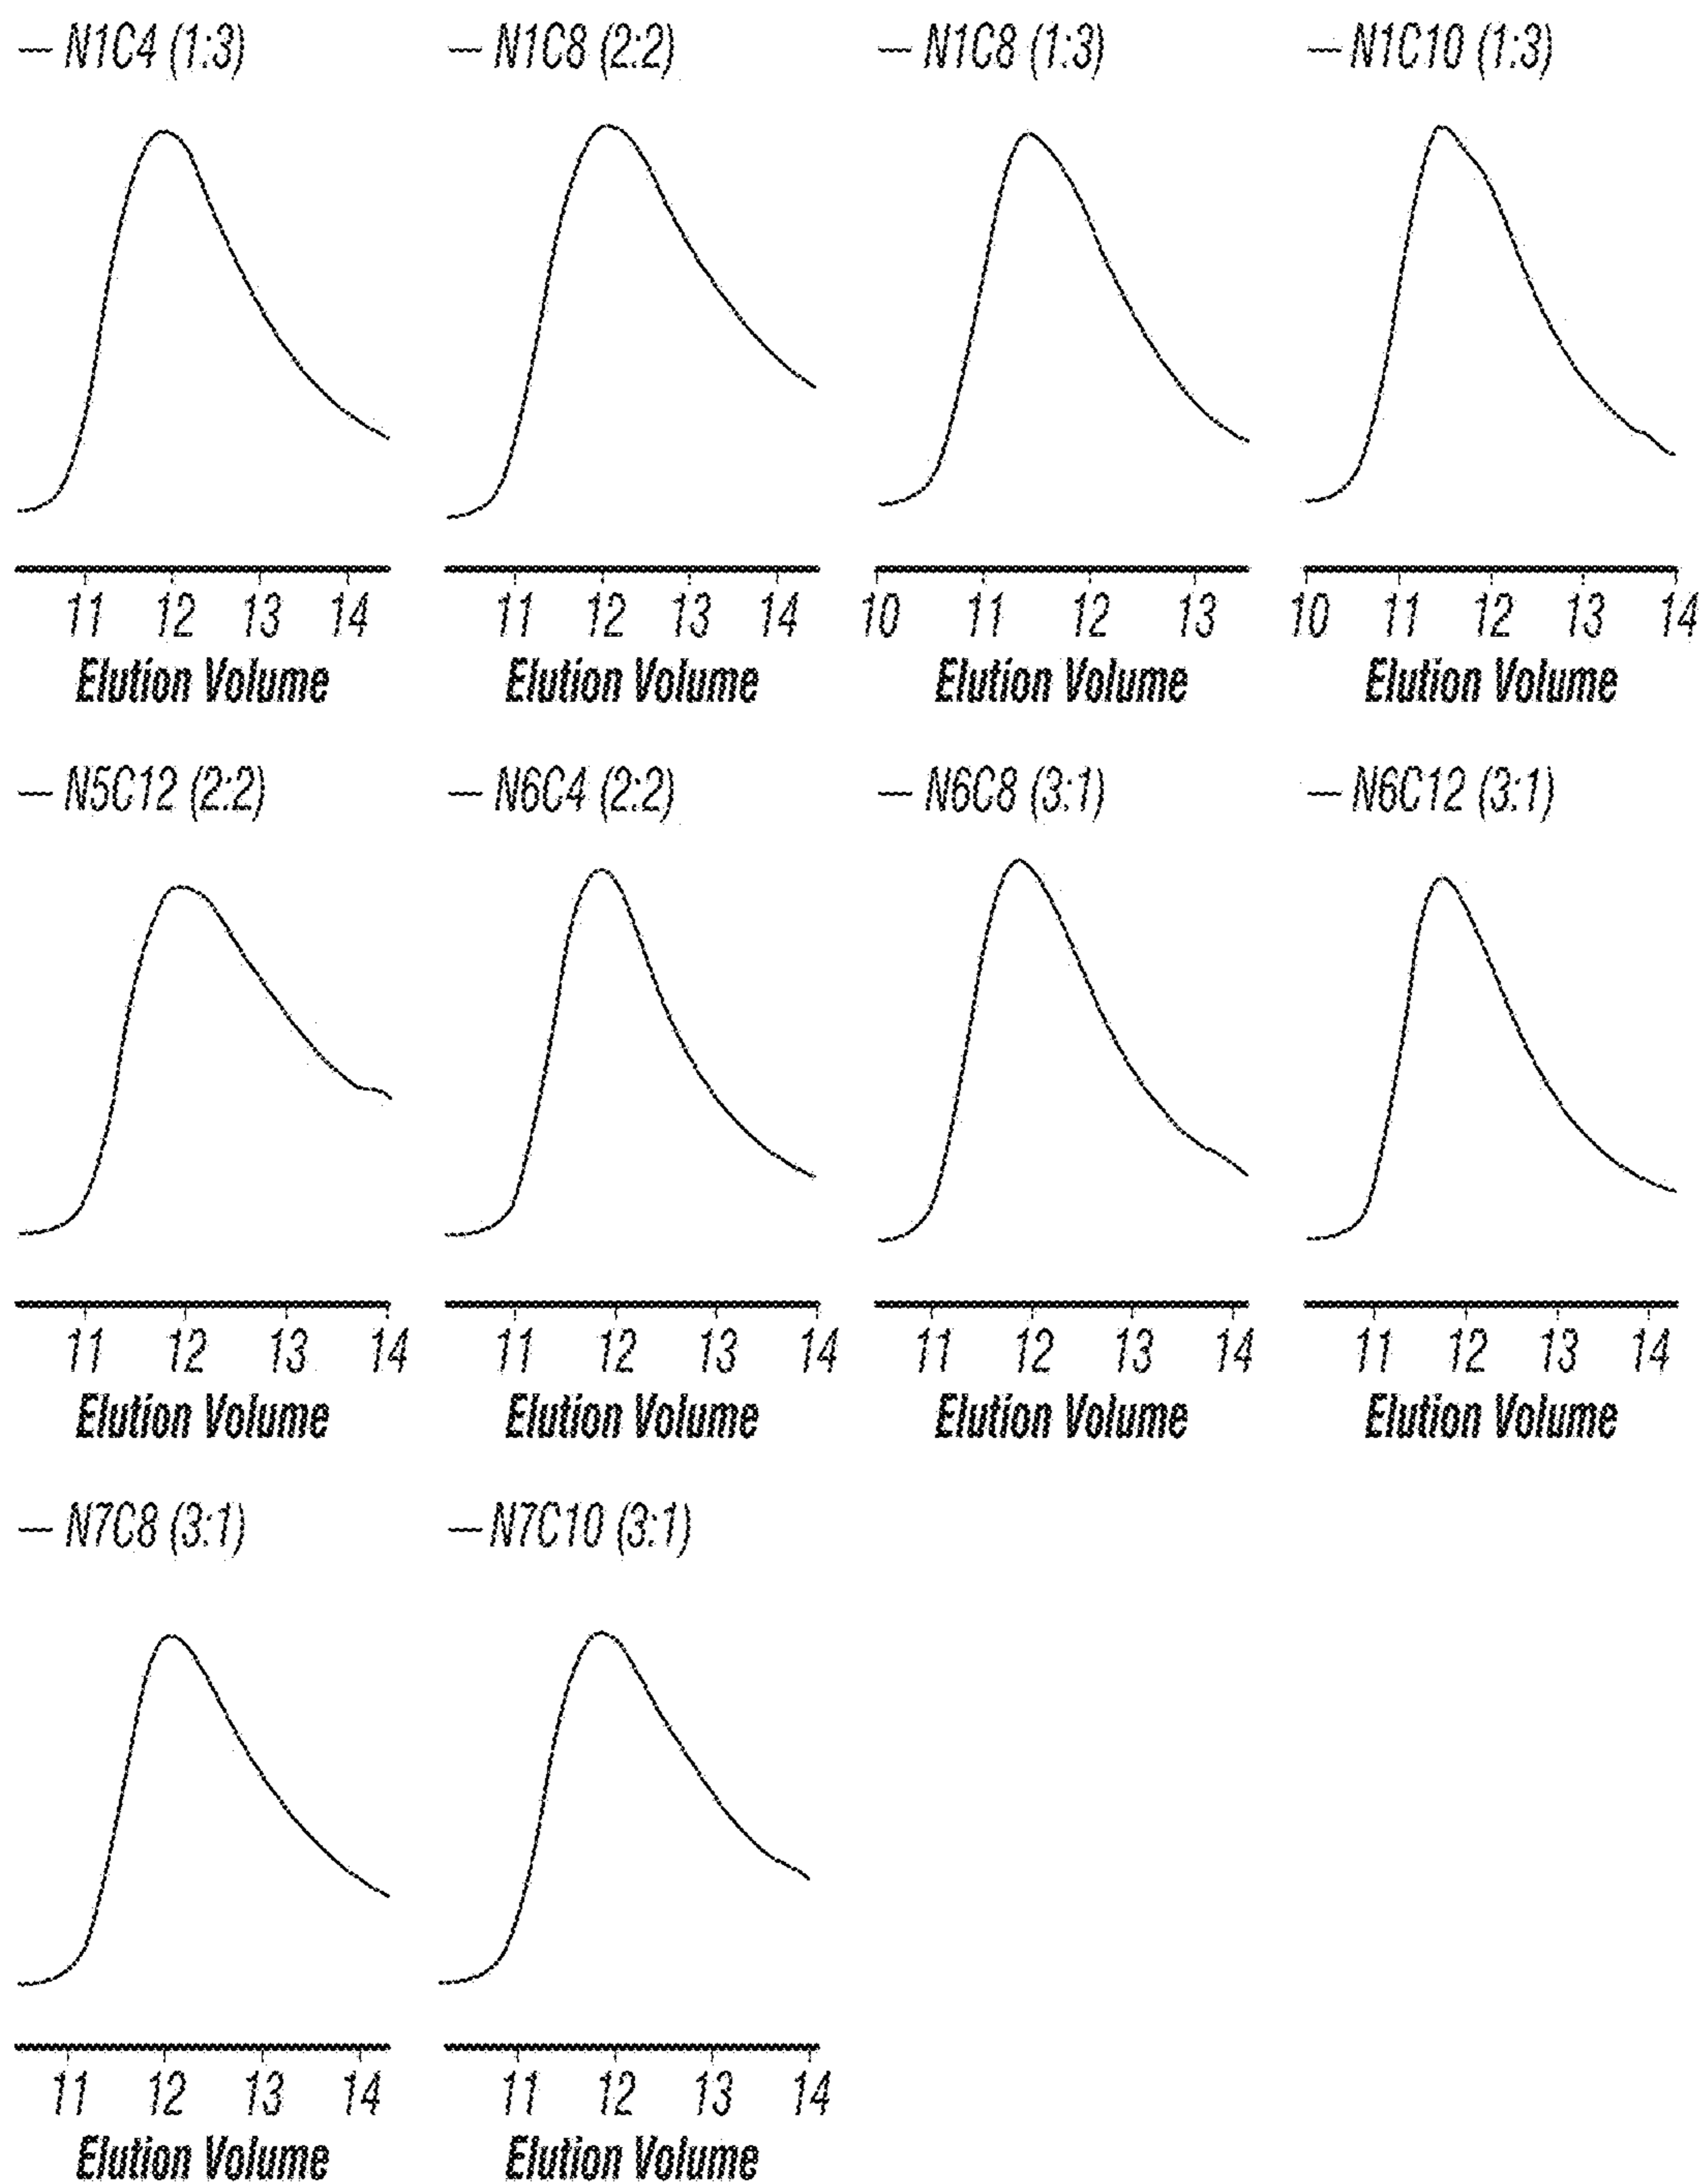 — N1C4 (1:3) — N1C8 (2:2) — N1C8 (1:3) — N1C10 (1:3)
11 12 13 14 11 12 13 14 10 11 12 13 10 11 12 13 14
Elution Volume Elution Volume Elution Volume Elution Volume
— N5C12 (2:2) — N6C4 (2:2) — N6C8 (3:1) — N6C12 (3:1)
11 12 13 14 11 12 13 14 11 12 13 14 11 12 13 14
Elution Volume Elution Volume Elution Volume Elution Volume
— N7C8 (3:1) — N7C10 (3:1)
11 12 13 14 11 12 13 14
Elution Volume Elution Volume